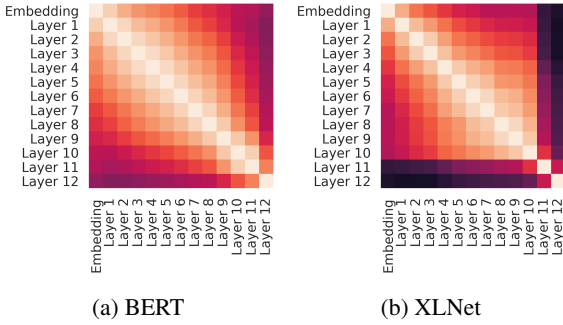 Embedding
Layer 1
Layer 2
Layer 3
Layer 4
Layer 5
Layer 6
Layer 7
Layer 8
Layer 9
Layer 10
Layer 11
Layer 12
Embedding
Layer 1
Layer 2
Layer 3
Layer 4
Layer 5
Layer 6
Layer 7
Layer 8
Layer 9
Layer 10
Layer 11
Layer 12
(a) BERT
Embedding
Layer 1
Layer 2
Layer 3
Layer 4
Layer 5
Layer 6
Layer 7
Layer 8
Layer 9
Layer 10
Layer 11
Layer 12
Embedding
Layer 1
Layer 2
Layer 3
Layer 4
Layer 5
Layer 6
Layer 7
Layer 8
Layer 9
Layer 10
Layer 11
Layer 12
(b) XLNet